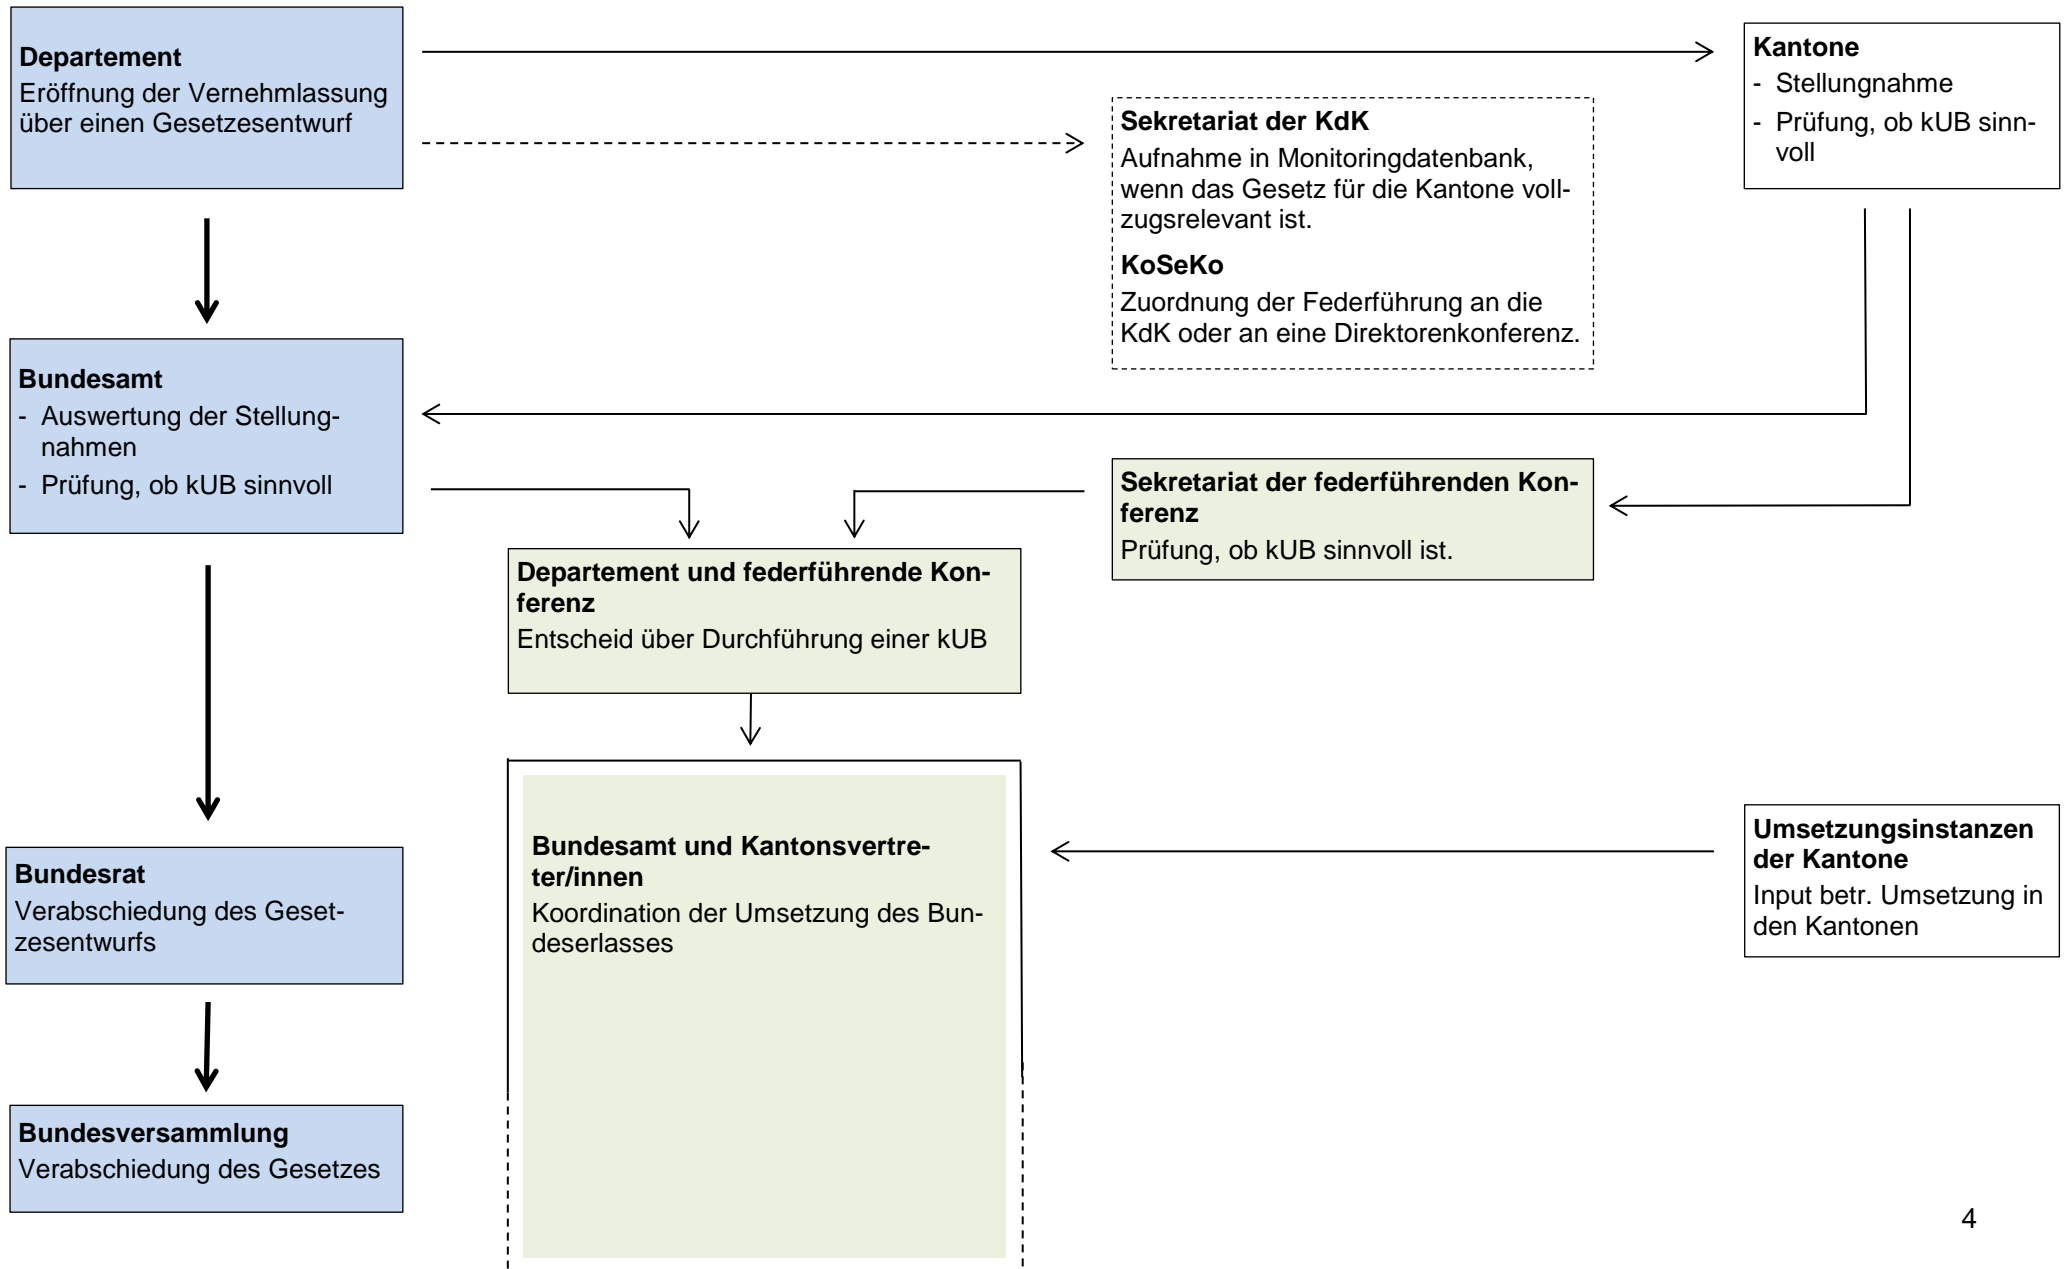 Departement
Eröffnung der Vernehmlassung
über einen Gesetzesentwurf
Kantone
- Stellungnahme
- Prüfung, ob kUB sinn-
voll
Sekretariat der KdK
Aufnahme in Monitoringdatenbank,
wenn das Gesetz für die Kantone voll-
zugsrelevant ist.
KoSeKo
Zuordnung der Federführung an die
KdK oder an eine Direktorenkonferenz.
Bundesamt
- Auswertung der Stellung-
nahmen
- Prüfung, ob kUB sinnvoll
Sekretariat der federführenden Kon-
ferenz
Prüfung, ob kUB sinnvoll ist.
Departement und federführende Kon-
ferenz
Entscheid über Durchführung einer kUB
Bundesrat
Verabschiedung des Geset-
zesentwurfs
Bundesamt und Kantonsvertre-
ter/innen
Koordination der Umsetzung des Bun-
deserlasses
Umsetzungsinstanzen
der Kantone
Input betr. Umsetzung in
den Kantonen
Bundesversammlung
Verabschiedung des Gesetzes
4